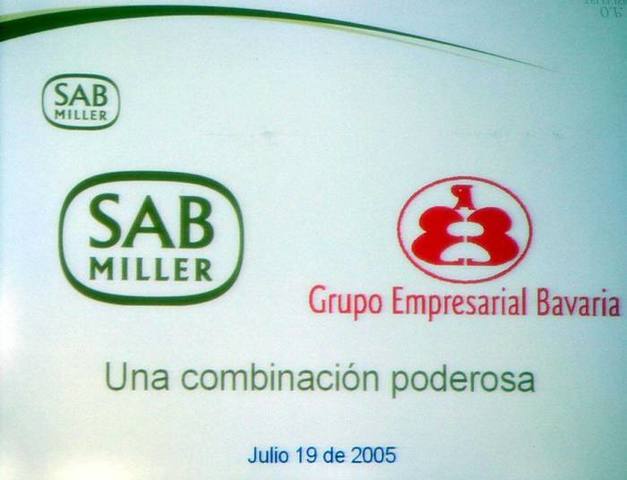 SAB
MILLER
SAB
MILLER
Grupo Empresarial Bavaria
Una combinación poderosa
Julio 19 de 2005